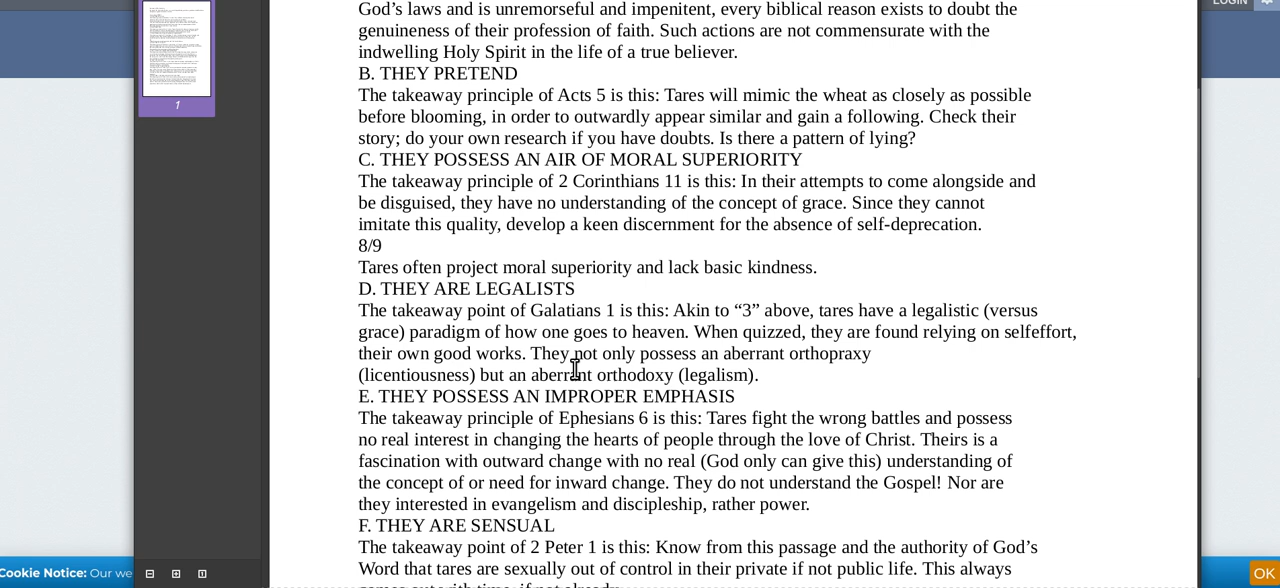 LOGIN
God’s laws and is unremorseful and impenitent, every biblical reason exists to doubt the
genuineness of their profession of faith. Such actions are not commensurate with the
indwelling Holy Spirit in the life of a true believer.
B. THEY PRETEND
The takeaway principle of Acts 5 is this: Tares will mimic the wheat as closely as possible
before blooming, in order to outwardly appear similar and gain a following. Check their
story; do your own research if you have doubts. Is there a pattern of lying?
C. THEY POSSESS AN AIR OF MORAL SUPERIORITY
The takeaway principle of 2 Corinthians 11 is this: In their attempts to come alongside and
be disguised, they have no understanding of the concept of grace. Since they cannot
imitate this quality, develop a keen discernment for the absence of self-deprecation.
8/9
Tares often project moral superiority and lack basic kindness.
D. THEY ARE LEGALISTS
The takeaway point of Galatians 1 is this: Akin to “3” above, tares have a legalistic (versus
grace) paradigm of how one goes to heaven. When quizzed, they are found relying on selfeffort,
their own good works. They not only possess an aberrant orthopraxy
(licentiousness) but an aberrant orthodoxy (legalism).
E. THEY POSSESS AN IMPROPER EMPHASIS
The takeaway principle of Ephesians 6 is this: Tares fight the wrong battles and possess
no real interest in changing the hearts of people through the love of Christ. Theirs is a
fascination with outward change with no real (God only can give this) understanding of
the concept of or need for inward change. They do not understand the Gospel! Nor are
they interested in evangelism and discipleship, rather power.
F. THEY ARE SENSUAL
The takeaway point of 2 Peter 1 is this: Know from this passage and the authority of God’s
Word that tares are sexually out of control in their private if not public life. This always
comes out with time, if not already.
1
Cookie Notice: Our we
OK